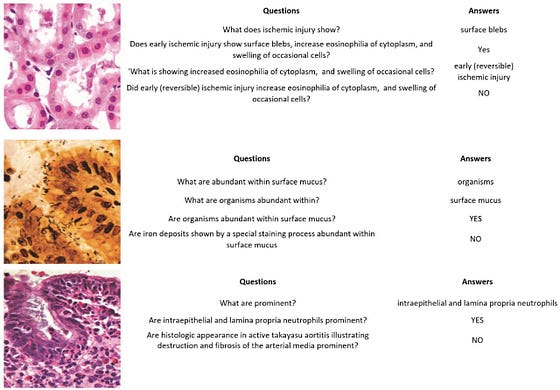 Questions Answers
What does ischemic injury show? surface blebs
Does early ischemic injury show surface blebs, increase eosinophilia of cytoplasm, and
swelling of occasional cells? Yes
'What is showing increased eosinophilia of cytoplasm,  and swelling of occasional cells? early (reversible)
ischemic injury
Did early (reversible) ischemic injury increase eosinophilia of cytoplasm,  and swelling of
occasional cells? NO
Questions Answers
What are abundant within surface mucus? organisms
What are organisms abundant within? surface mucus
Are organisms abundant within surface mucus? YES
Are iron deposits shown by a special staining process abundant within
surface mucus NO
Questions Answers
What are prominent? intraepithelial and lamina propria neutrophils
Are intraepithelial and lamina propria neutrophils prominent? YES
Are histologic appearance in active takayasu aortitis illustrating
destruction and fibrosis of the arterial media prominent? NO